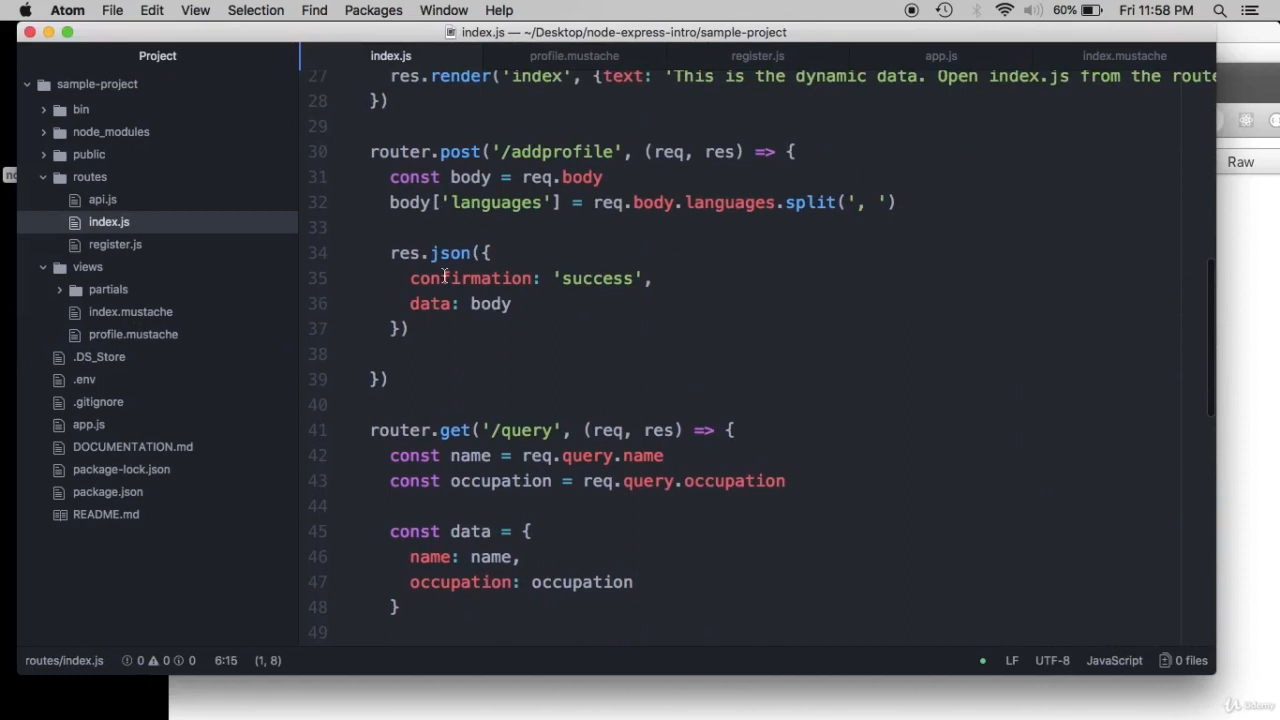 Atom File Edit View Selection Find Packages Window Help 60% Fri 11:58 PM
index.js — ~/Desktop/node-express-intro/sample-project
Project index.js profile.mustache register.js app.js index.mustache
sample-project
bin
node_modules
public
routes
api.js
index.js
register.js
views
partials
index.mustache
profile.mustache
.DS_Store
.env
.gitignore
app.js
DOCUMENTATION.md
package-lock.json
package.json
README.md
27 res.render('index', {text: 'This is the dynamic data. Open index.js from the route
28 })
29
30 router.post('/addprofile', (req, res) => {
31 const body = req.body
32 body['languages'] = req.body.languages.split(', ')
33
34 res.json({
35 confirmation: 'success',
36 data: body
37 })
38
39 })
40
41 router.get('/query', (req, res) => {
42 const name = req.query.name
43 const occupation = req.query.occupation
44
45 const data = {
46 name: name,
47 occupation: occupation
48 }
49
Raw
routes/index.js 0 0 0 6:15 (1, 8) LF UTF-8 JavaScript 0 files
Udemy